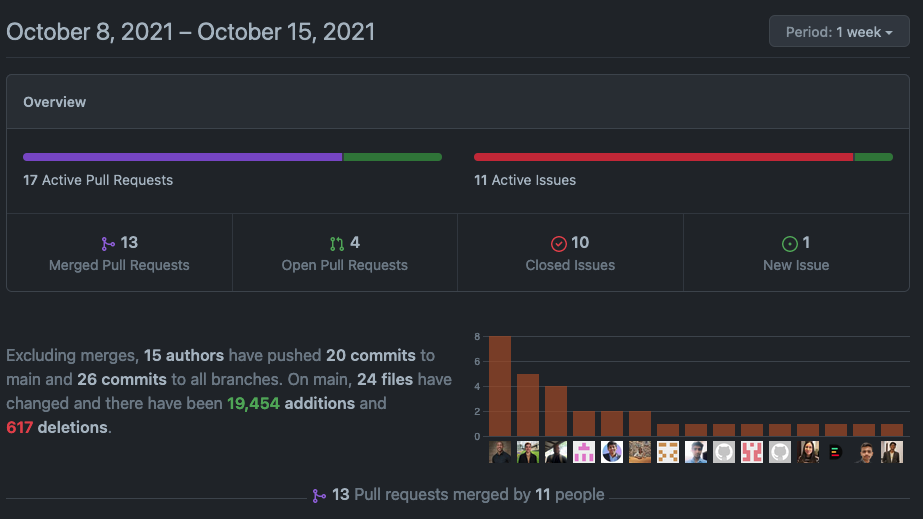 October 8, 2021 – October 15, 2021
Period: 1 week
Overview
17 Active Pull Requests
11 Active Issues
13
Merged Pull Requests
4
Open Pull Requests
10
Closed Issues
1
New Issue
Excluding merges, 15 authors have pushed 20 commits to
main and 26 commits to all branches. On main, 24 files have
changed and there have been 19,454 additions and
617 deletions.
8
6
4
2
0
13 Pull requests merged by 11 people